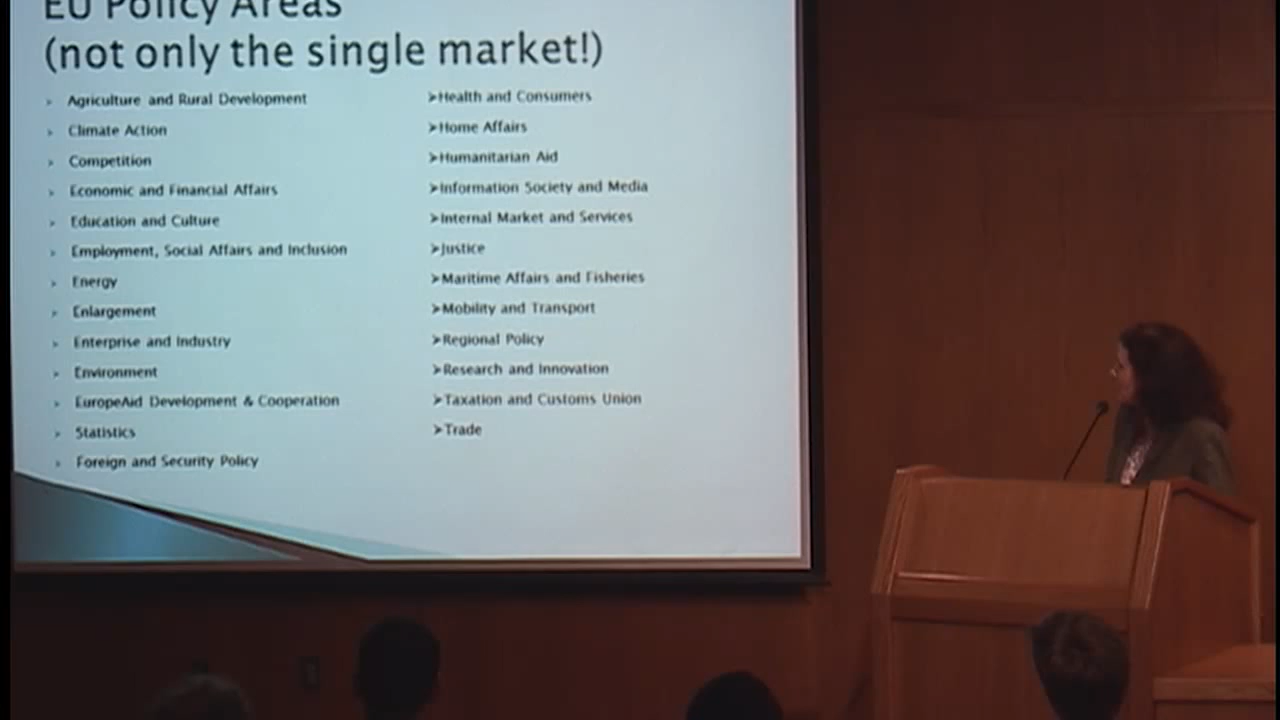 EU Policy Areas
(not only the single market!)
Agriculture and Rural Development
Climate Action
Competition
Economic and Financial Affairs
Education and Culture
Employment, Social Affairs and Inclusion
Energy
Enlargement
Enterprise and Industry
Environment
EuropeAid Development & Cooperation
Statistics
Foreign and Security Policy
Health and Consumers
Home Affairs
Humanitarian Aid
Information Society and Media
Internal Market and Services
Justice
Maritime Affairs and Fisheries
Mobility and Transport
Regional Policy
Research and Innovation
Taxation and Customs Union
Trade